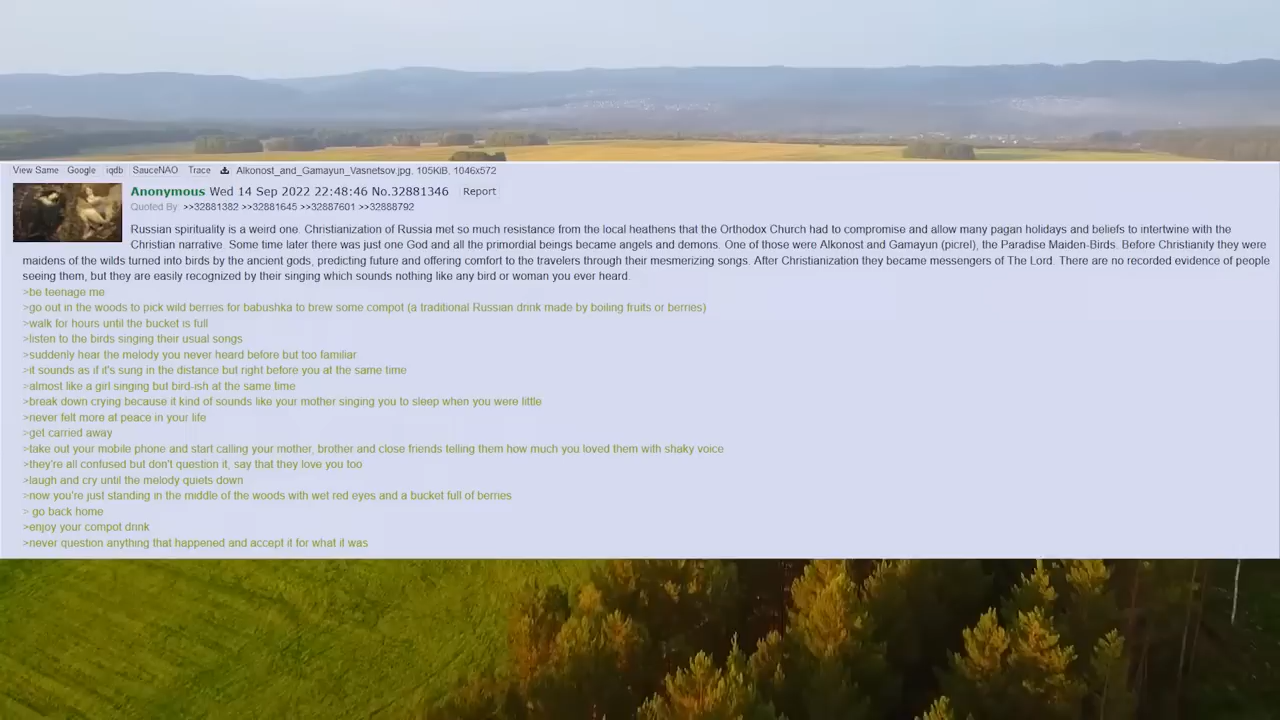 View Same Google iqdb SauceNAO Trace Alkonost_and_Gamayun_Vasnetsov.jpg, 105KiB, 1046x572
Anonymous Wed 14 Sep 2022 22:48:46 No.32881346 Report
Quoted By: >>32881382 >>32881645 >>32887601 >>32888792
Russian spirituality is a weird one. Christianization of Russia met so much resistance from the local heathens that the Orthodox Church had to compromise and allow many pagan holidays and beliefs to intertwine with the
Christian narrative. Some time later there was just one God and all the primordial beings became angels and demons. One of those were Alkonost and Gamayun (picrel), the Paradise Maiden-Birds. Before Christianity they were
maidens of the wilds turned into birds by the ancient gods, predicting future and offering comfort to the travelers through their mesmerizing songs. After Christianization they became messengers of The Lord. There are no recorded evidence of people
seeing them, but they are easily recognized by their singing which sounds nothing like any bird or woman you ever heard.
>be teenage me
>go out in the woods to pick wild berries for babushka to brew some compot (a traditional Russian drink made by boiling fruits or berries)
>walk for hours until the bucket is full
>listen to the birds singing their usual songs
>suddenly hear the melody you never heard before but too familiar
>it sounds as if it's sung in the distance but right before you at the same time
>almost like a girl singing but bird-ish at the same time
>break down crying because it kind of sounds like your mother singing you to sleep when you were little
>never felt more at peace in your life
>get carried away
>take out your mobile phone and start calling your mother, brother and close friends telling them how much you loved them with shaky voice
>they're all confused but don't question it, say that they love you too
>laugh and cry until the melody quiets down
>now you're just standing in the middle of the woods with wet red eyes and a bucket full of berries
> go back home
>enjoy your compot drink
>never question anything that happened and accept it for what it was